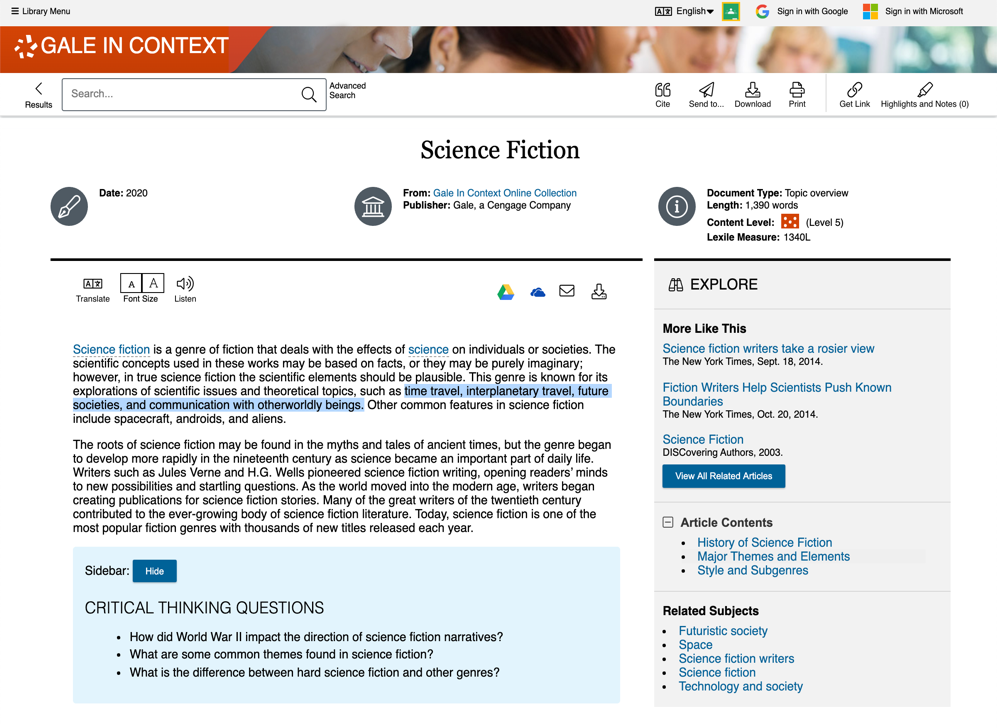 Library Menu
English
Sign in with Google
Sign in with Microsoft
GALE IN CONTEXT
Results
Search...
Advanced
Search
Cite
Send to...
Download
Print
Get Link
Highlights and Notes (0)
Science Fiction
Date: 2020
From: Gale In Context Online Collection
Publisher: Gale, a Cengage Company
Document Type: Topic overview
Length: 1,390 words
Content Level: (Level 5)
Lexile Measure: 1340L
Translate
A A
Font Size
Listen
Science fiction is a genre of fiction that deals with the effects of science on individuals or societies. The
scientific concepts used in these works may be based on facts, or they may be purely imaginary;
however, in true science fiction the scientific elements should be plausible. This genre is known for its
explorations of scientific issues and theoretical topics, such as time travel, interplanetary travel, future
societies, and communication with otherworldly beings. Other common features in science fiction
include spacecraft, androids, and aliens.
The roots of science fiction may be found in the myths and tales of ancient times, but the genre began
to develop more rapidly in the nineteenth century as science became an important part of daily life.
Writers such as Jules Verne and H.G. Wells pioneered science fiction writing, opening readers' minds
to new possibilities and startling questions. As the world moved into the modern age, writers began
creating publications for science fiction stories. Many of the great writers of the twentieth century
contributed to the ever-growing body of science fiction literature. Today, science fiction is one of the
most popular fiction genres with thousands of new titles released each year.
Sidebar: Hide
CRITICAL THINKING QUESTIONS
• How did World War II impact the direction of science fiction narratives?
• What are some common themes found in science fiction?
• What is the difference between hard science fiction and other genres?
EXPLORE
More Like This
Science fiction writers take a rosier view
The New York Times, Sept. 18, 2014.
Fiction Writers Help Scientists Push Known
Boundaries
The New York Times, Oct. 20, 2014.
Science Fiction
DISCovering Authors, 2003.
View All Related Articles
Article Contents
• History of Science Fiction
• Major Themes and Elements
• Style and Subgenres
Related Subjects
• Futuristic society
• Space
• Science fiction writers
• Science fiction
• Technology and society